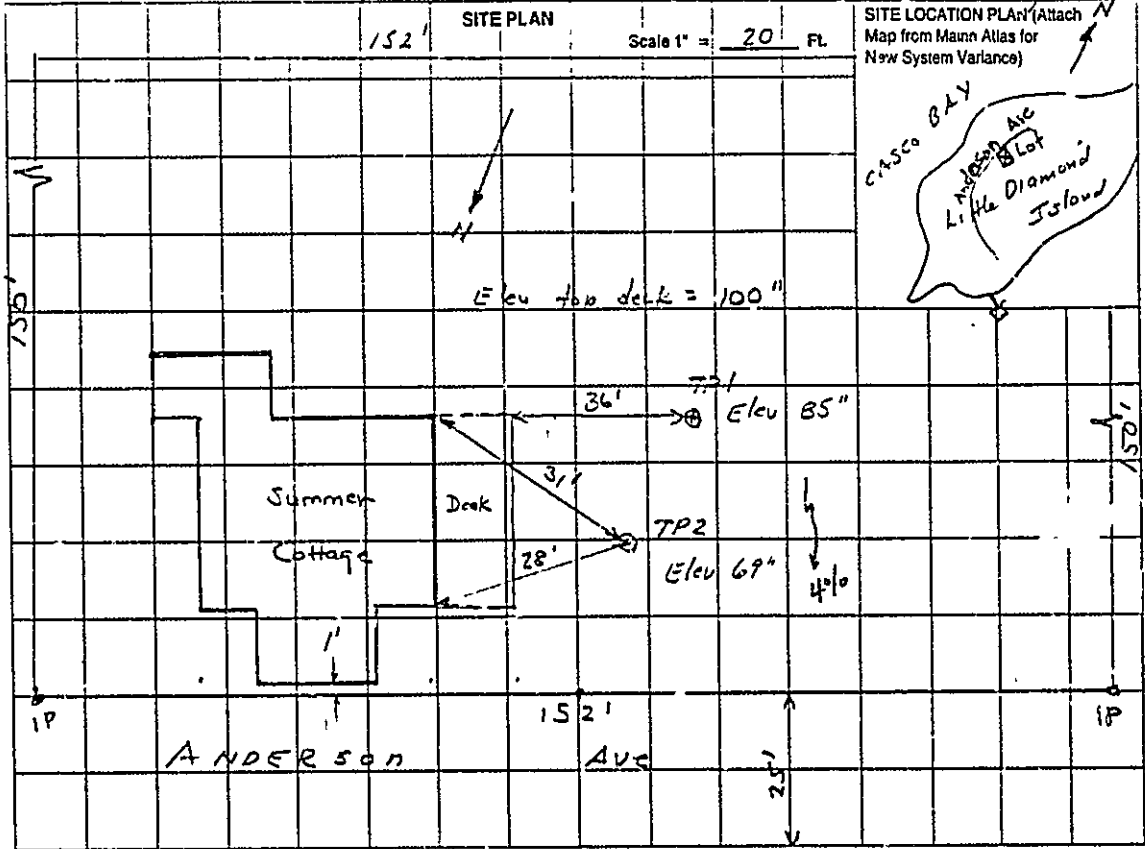 SITE PLAN
152'
Scale 1" = 20 Ft.
SITE LOCATION PLAN (Attach
Map from Maine Atlas for
New System Variance)
N
CASCO BAY
Anderson Ave
Lot
Little Diamond
Island
N
150'
Elev top deck = 100"
TP1
36'
Elev 85"
150'
31'
Summer
Cottage
Deck
TP2
28'
Elev 69"
4%
1'
IP
152'
IP
ANDERSON AVE
25'